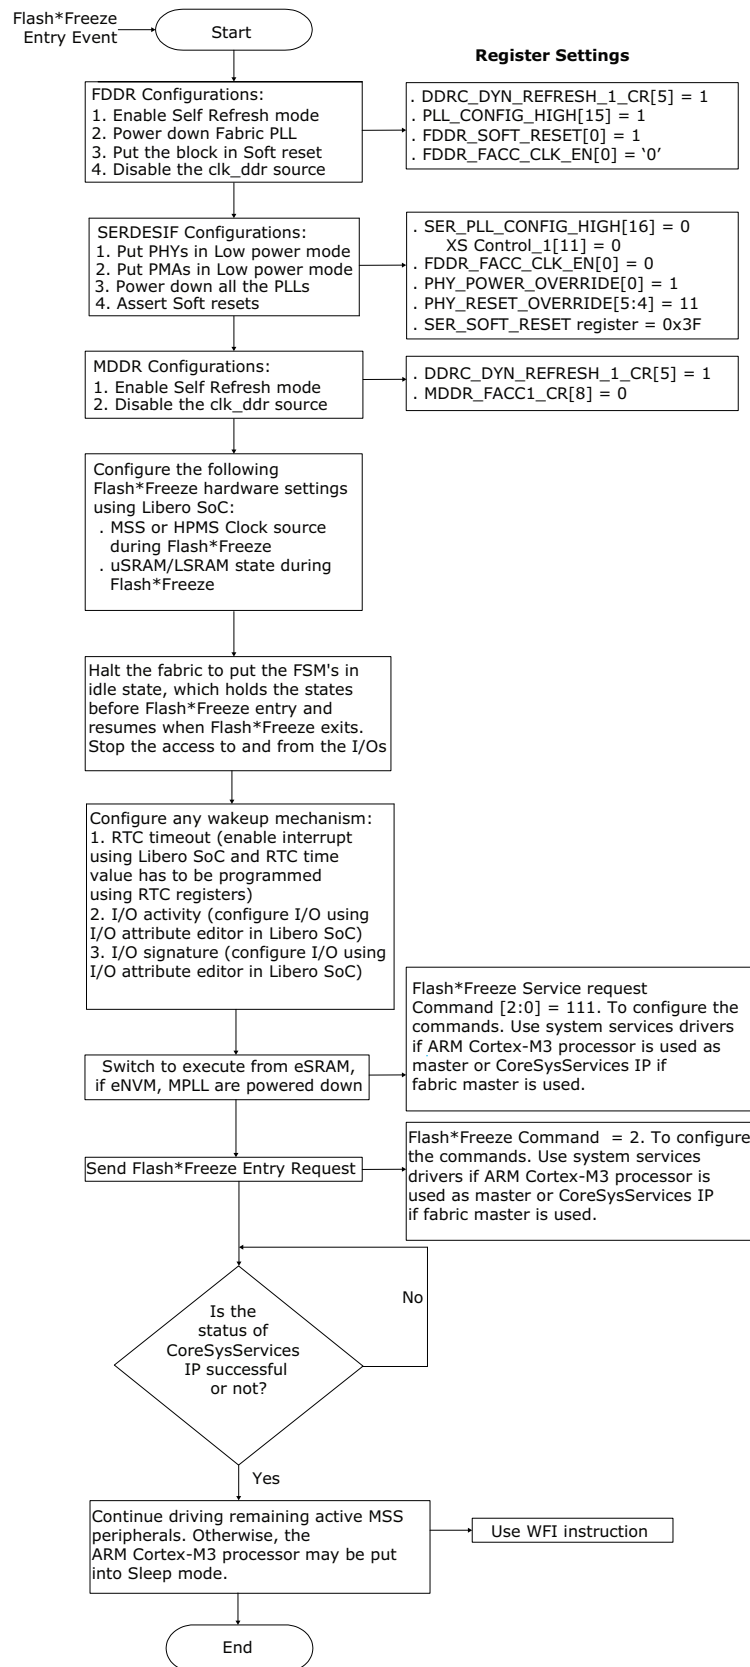 Flash*Freeze
Entry Event
Start
Register Settings
FDDR Configurations:
1. Enable Self Refresh mode
2. Power down Fabric PLL
3. Put the block in Soft reset
4. Disable the clk_ddr source
. DDRC_DYN_REFRESH_1_CR[5] = 1
. PLL_CONFIG_HIGH[15] = 1
. FDDR_SOFT_RESET[0] = 1
. FDDR_FACC_CLK_EN[0] = ‘0’
SERDESIF Configurations:
1. Put PHYs in Low power mode
2. Put PMAs in Low power mode
3. Power down all the PLLs
4. Assert Soft resets
. SER_PLL_CONFIG_HIGH[16] = 0
XS Control_1[11] = 0
. FDDR_FACC_CLK_EN[0] = 0
. PHY_POWER_OVERRIDE[0] = 1
. PHY_RESET_OVERRIDE[5:4] = 11
. SER_SOFT_RESET register = 0x3F
MDDR Configurations:
1. Enable Self Refresh mode
2. Disable the clk_ddr source
. DDRC_DYN_REFRESH_1_CR[5] = 1
. MDDR_FACC1_CR[8] = 0
Configure the following
Flash*Freeze hardware settings
using Libero SoC:
. MSS or HPMS Clock source
during Flash*Freeze
. uSRAM/LSRAM state during
Flash*Freeze
Halt the fabric to put the FSM's in
idle state, which holds the states
before Flash*Freeze entry and
resumes when Flash*Freeze exits.
Stop the access to and from the I/Os
Configure any wakeup mechanism:
1. RTC timeout (enable interrupt
using Libero SoC and RTC time
value has to be programmed
using RTC registers)
2. I/O activity (configure I/O using
I/O attribute editor in Libero SoC)
3. I/O signature (configure I/O using
I/O attribute editor in Libero SoC)
Switch to execute from eSRAM,
if eNVM, MPLL are powered down
Flash*Freeze Service request
Command [2:0] = 111. To configure the
commands. Use system services drivers
if ARM Cortex-M3 processor is used as
master or CoreSysServices IP if
fabric master is used.
Send Flash*Freeze Entry Request
Flash*Freeze Command = 2. To configure
the commands. Use system services
drivers if ARM Cortex-M3 processor is
used as master or CoreSysServices IP
if fabric master is used.
Is the
status of
CoreSysServices
IP successful
or not?
No
Yes
Continue driving remaining active MSS
peripherals. Otherwise, the
ARM Cortex-M3 processor may be put
into Sleep mode.
Use WFI instruction
End